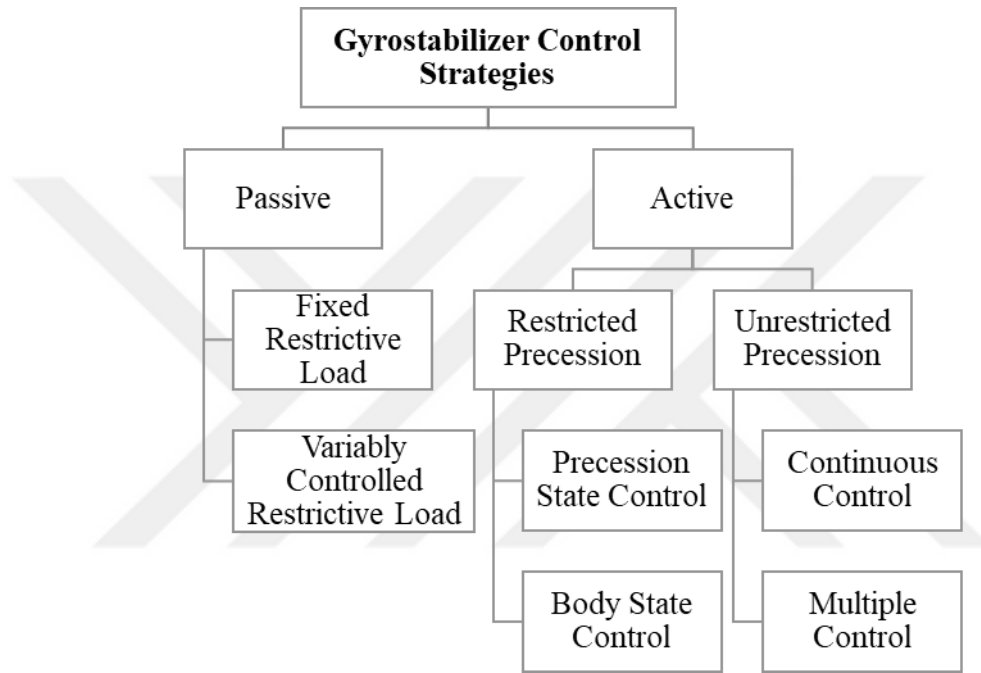 Gyrostabilizer Control
Strategies
Passive
Active
Fixed
Restrictive
Load
Restricted
Precession
Unrestricted
Precession
Variably
Controlled
Restrictive Load
Precession
State Control
Continuous
Control
Body State
Control
Multiple
Control